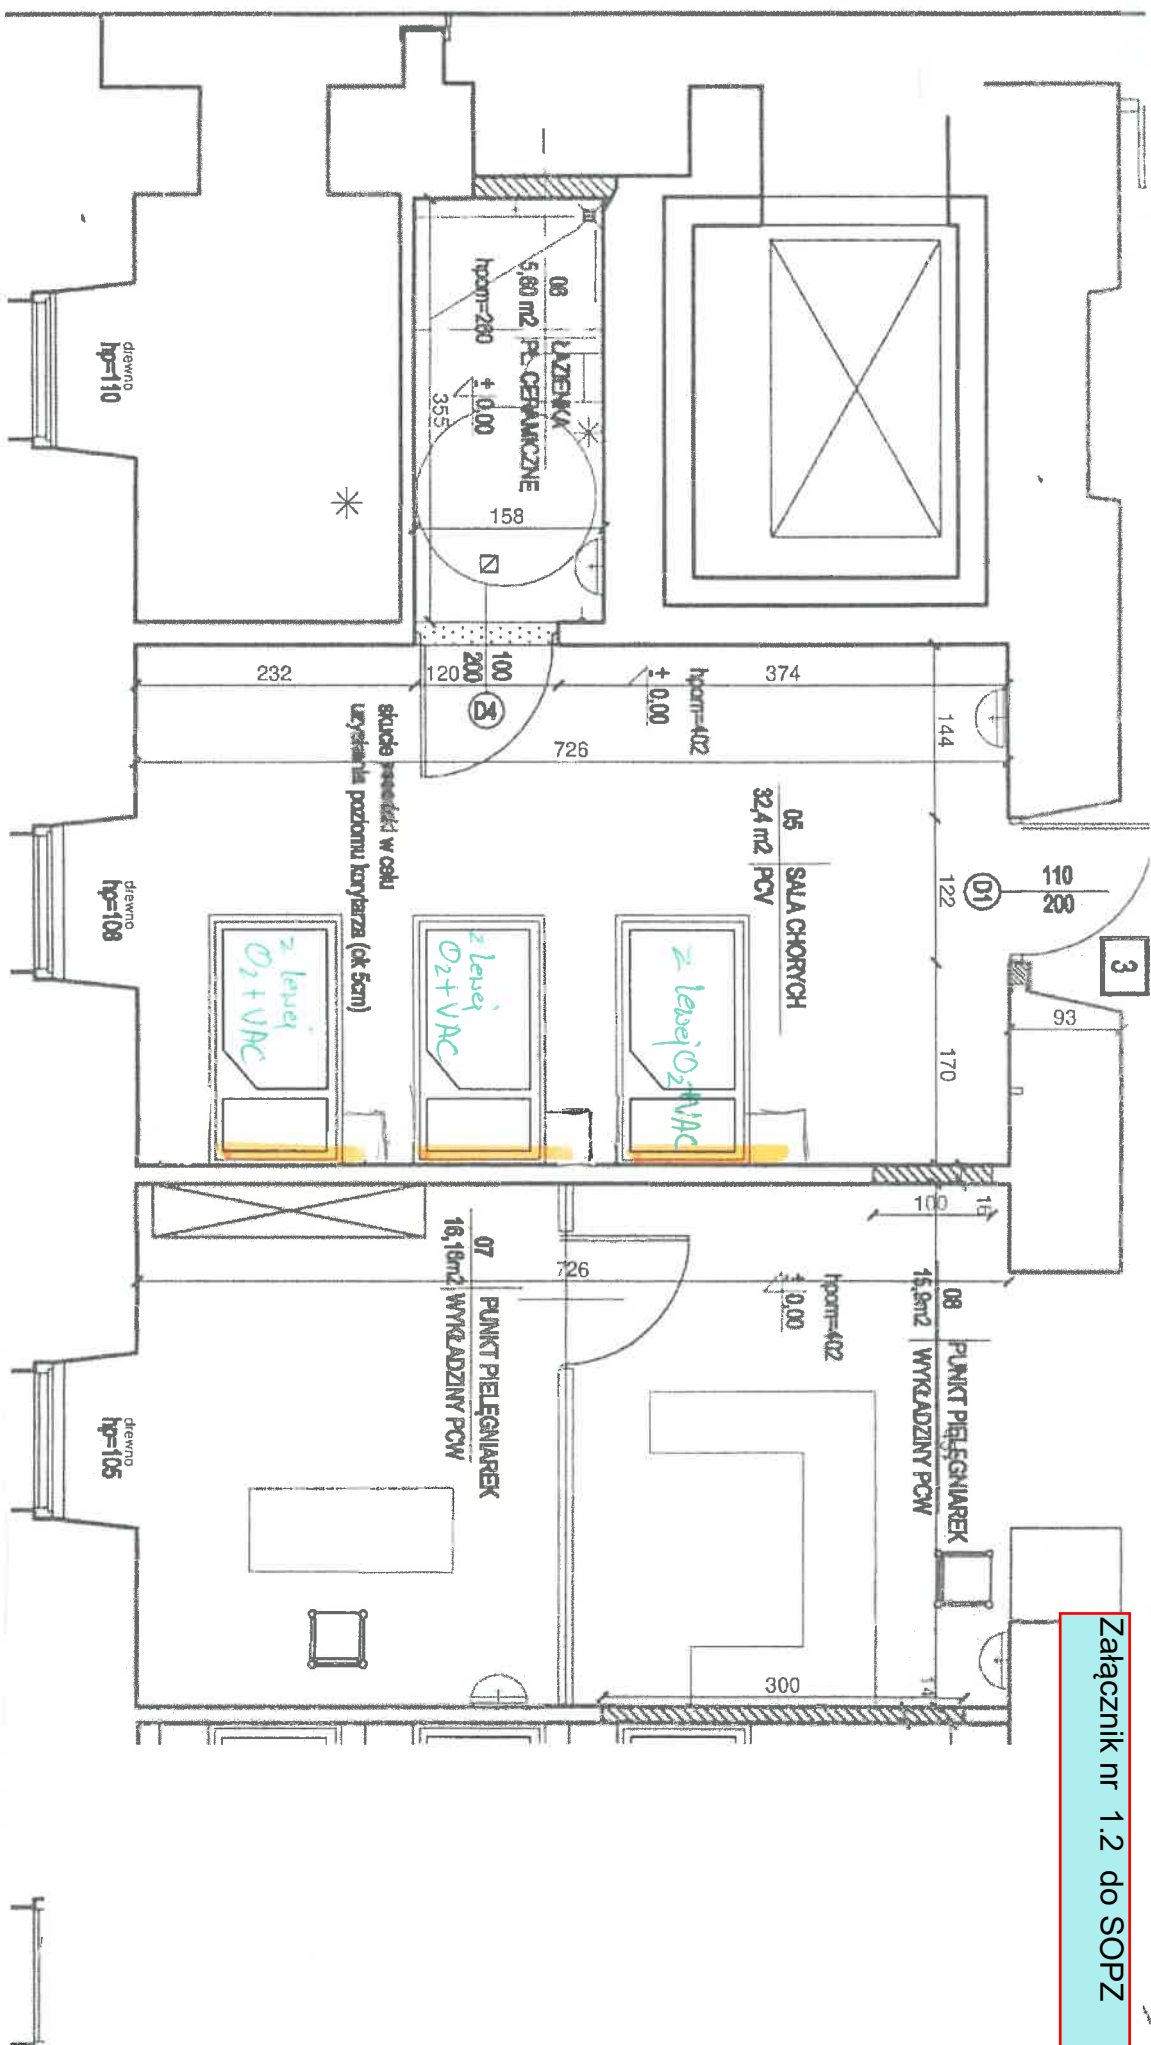 Załącznik nr 1.2 do SOPZ
3
110
200
D1
93
144
122
170
06 ŁAZIENKA
5,60 m2 PŁ. CERAMICZNE
hpom=260
± 0,00
355
158
100
200
D4
232
120
374
726
hpom=402
± 0,00
05 SALA CHORYCH
32,4 m2 PCV
skucie w celu
uzyskania poziomu korytarza (ok 5cm)
z lewej O2+VAC
z lewej
O2+VAC
z lewej
O2+VAC
100
16
08 PUNKT PIELĘGNIAREK
15,9m2 WYKŁADZINY PCW
hpom=402
± 0,00
726
07 PUNKT PIELĘGNIAREK
16,16m2 WYKŁADZINY PCW
300
14
drewno
hp=110
drewno
hp=108
drewno
hp=105